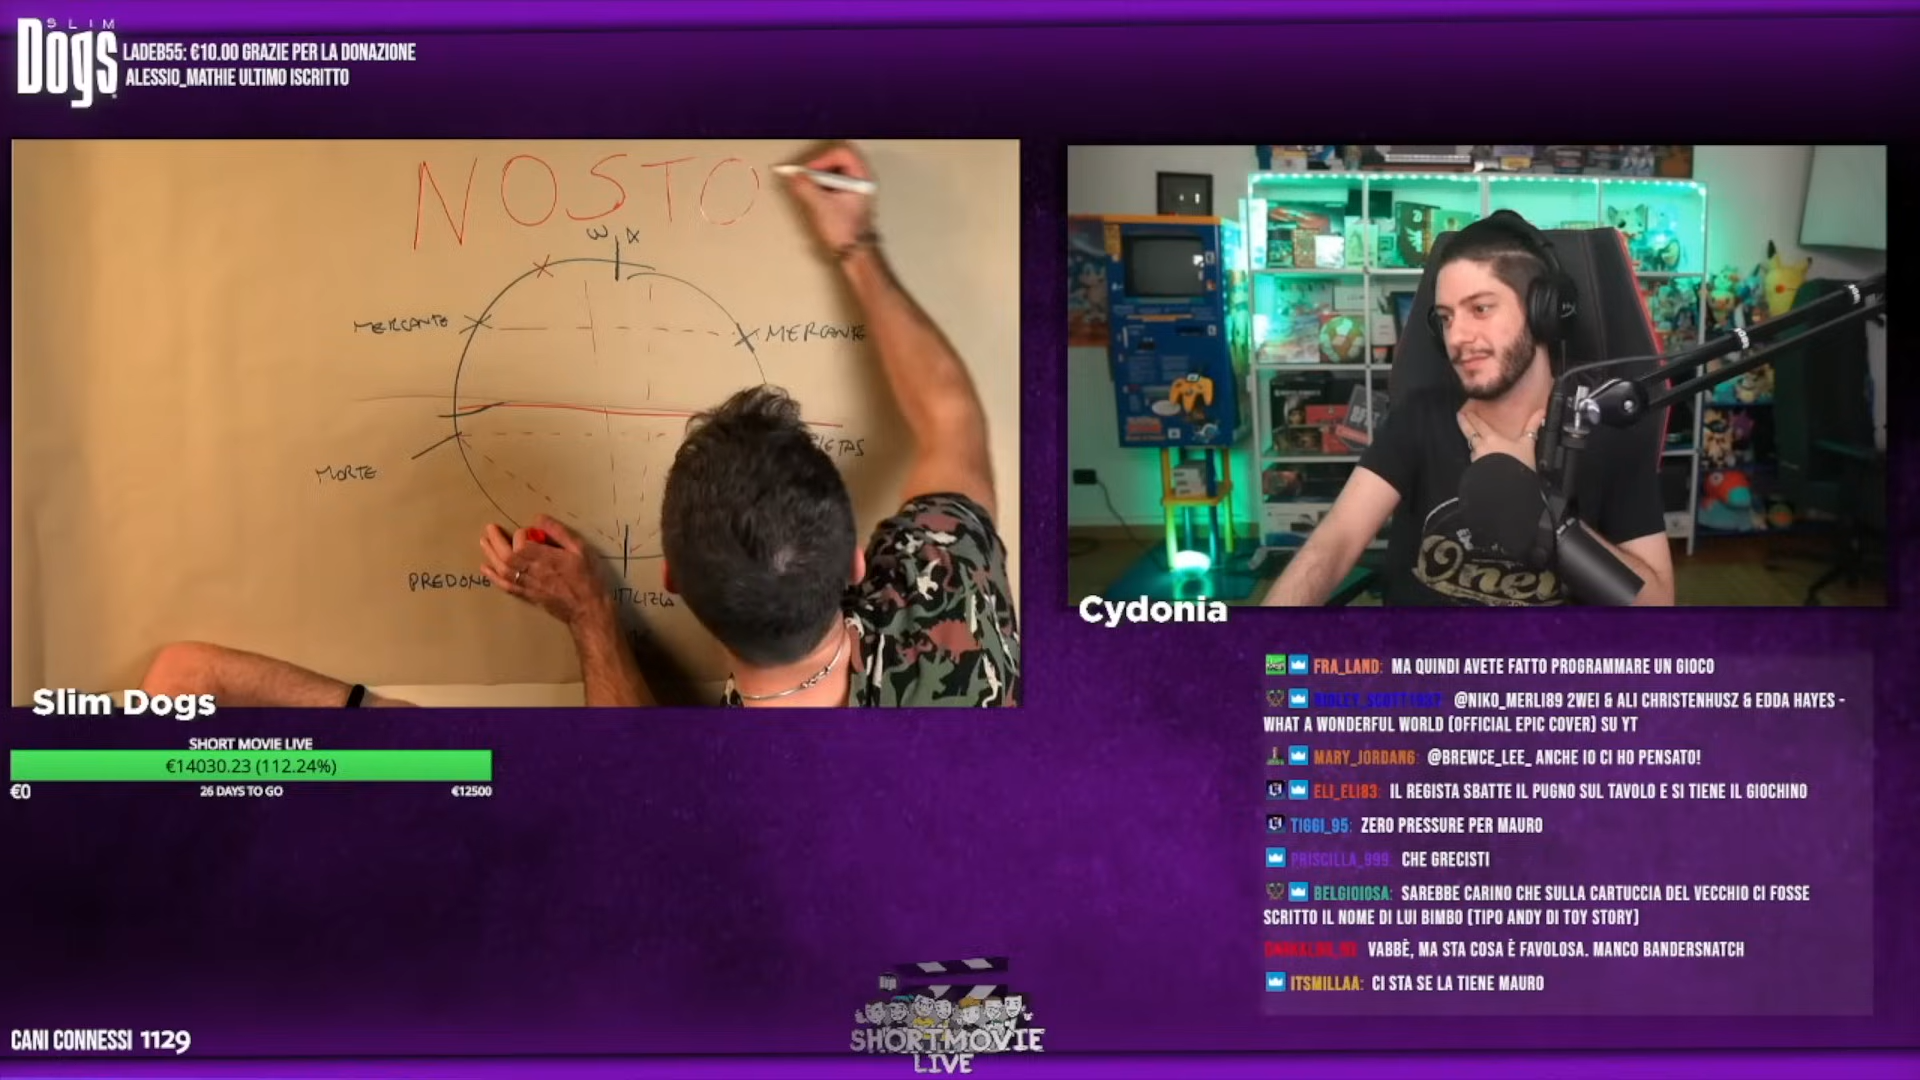 SLIM
Dogs
LADEB55: €10.00 GRAZIE PER LA DONAZIONE
ALESSIO_MATHIE ULTIMO ISCRITTO
NOSTO
MERCANTE
MERCANTE
IETAS
MORTE
PREDONE
Slim Dogs
Cydonia
SHORT MOVIE LIVE
€14030.23 (112.24%)
€0
26 DAYS TO GO
€12500
FRA_LAND: MA QUINDI AVETE FATTO PROGRAMMARE UN GIOCO
RIDLEY_SCOTT1937: @NIKO_MERLI89 2WEI & ALI CHRISTENHUSZ & EDDA HAYES -
WHAT A WONDERFUL WORLD (OFFICIAL EPIC COVER) SU YT
MARY_JORDAN6: @BREWCE_LEE_ ANCHE IO CI HO PENSATO!
ELI_ELI83: IL REGISTA SBATTE IL PUGNO SUL TAVOLO E SI TIENE IL GIOCHINO
TIGGI_95: ZERO PRESSURE PER MAURO
PRISCILLA_999: CHE GRECISTI
BELGIOIOSA: SAREBBE CARINO CHE SULLA CARTUCCIA DEL VECCHIO CI FOSSE
SCRITTO IL NOME DI LUI BIMBO (TIPO ANDY DI TOY STORY)
VABBÈ, MA STA COSA È FAVOLOSA. MANCO BANDERSNATCH
ITSMILLAA: CI STA SE LA TIENE MAURO
CANI CONNESSI 1129
SHORTMOVIE
LIVE